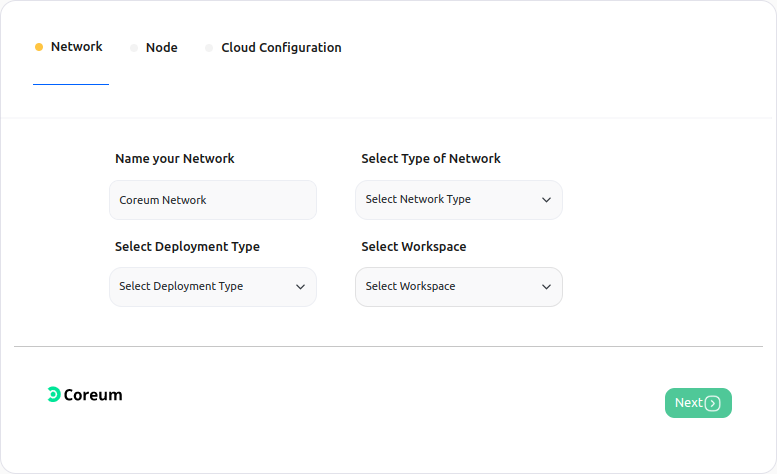 Network
Node
Cloud Configuration
Name your Network
Select Type of Network
Coreum Network
Select Network Type
Select Deployment Type
Select Workspace
Select Deployment Type
Select Workspace
Coreum
Next